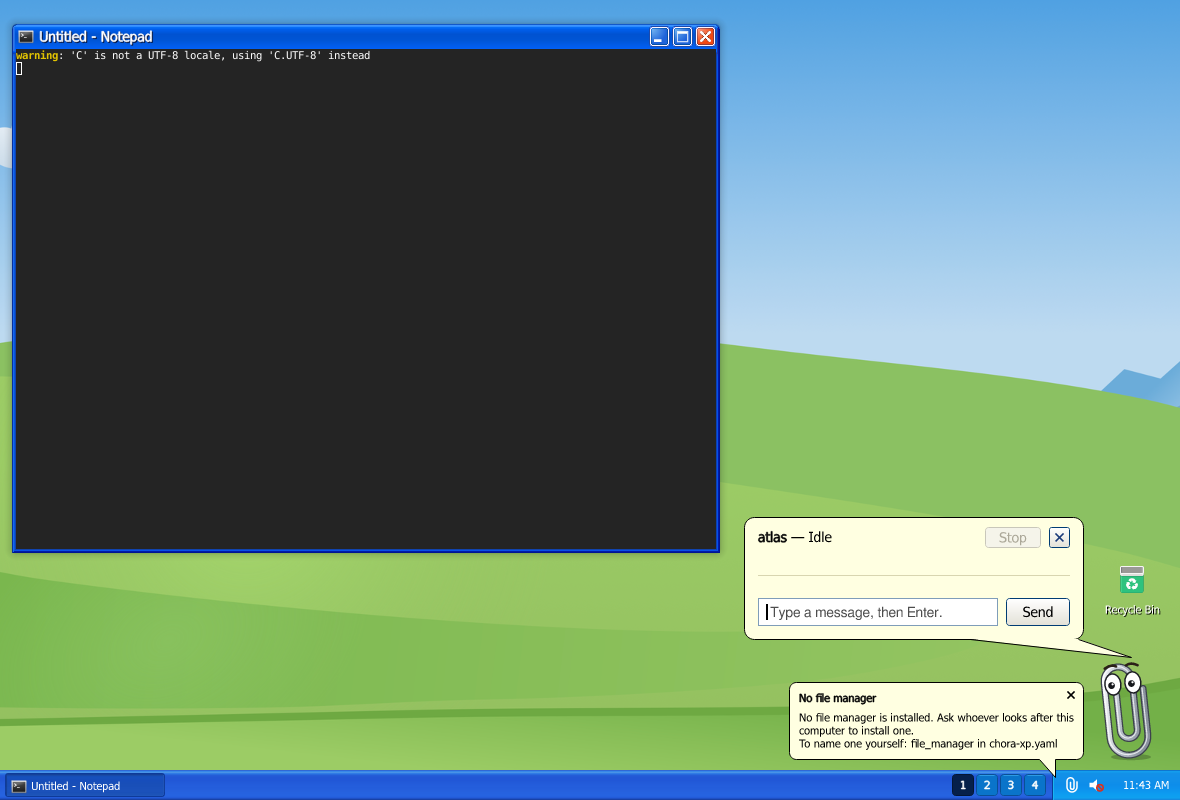 Untitled - Notepad
warning: 'C' is not a UTF-8 locale, using 'C.UTF-8' instead
atlas — Idle
Stop
Type a message, then Enter.
Send
Recycle Bin
No file manager
No file manager is installed. Ask whoever looks after this
computer to install one.
To name one yourself: file_manager in chora-xp.yaml
Untitled - Notepad
1 2 3 4
11:43 AM